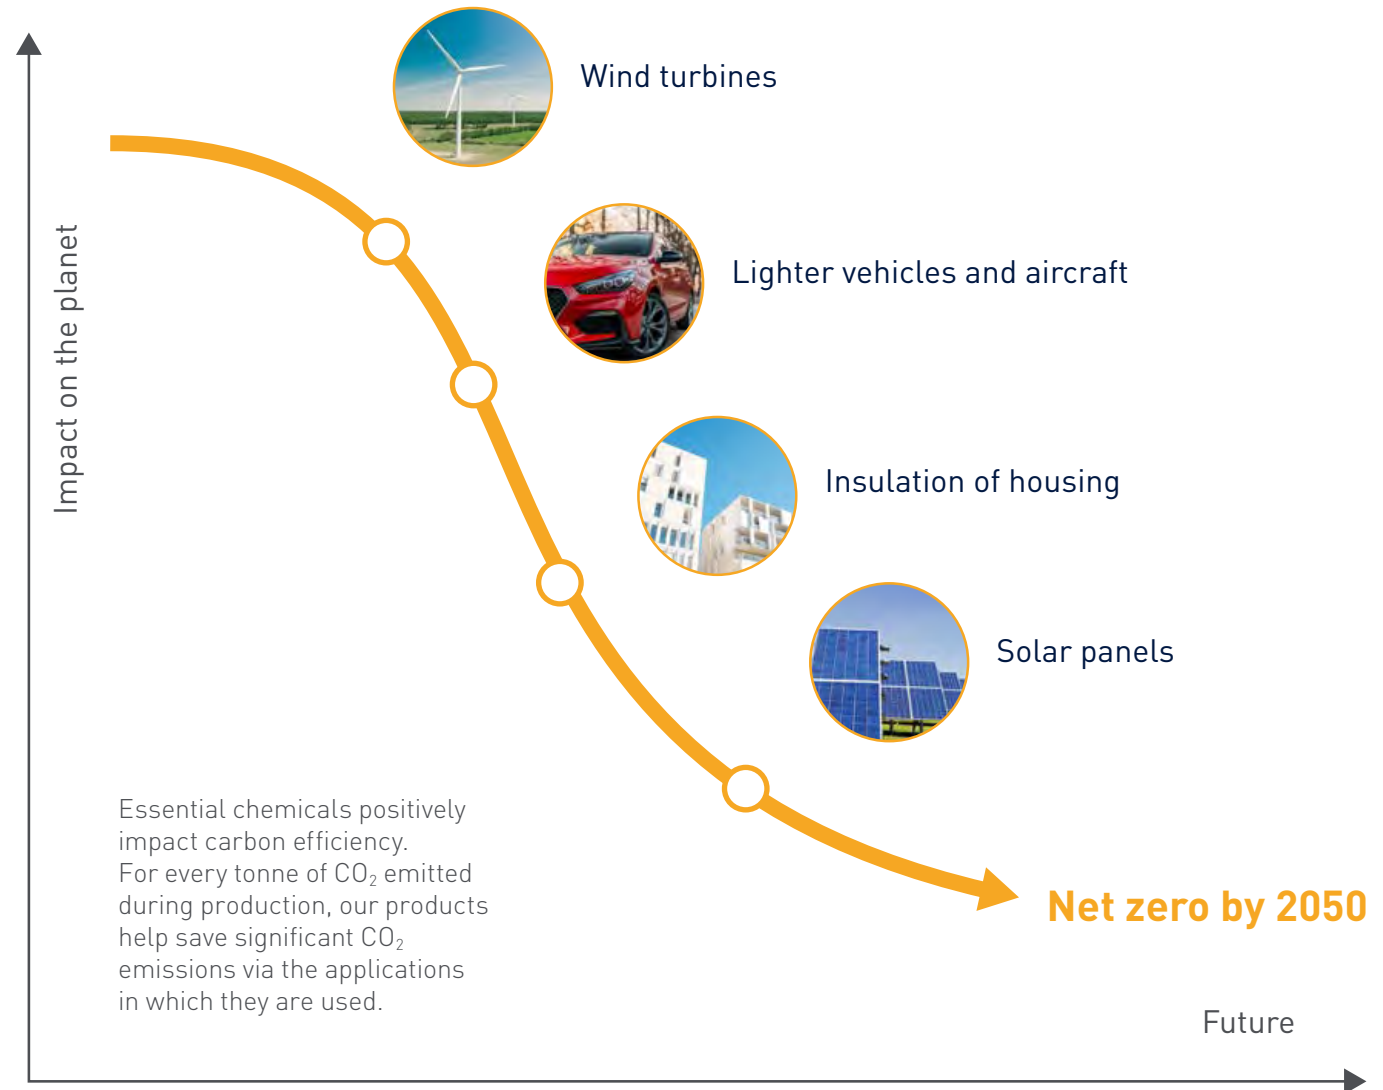 Wind turbines
Lighter vehicles and aircraft
Impact on the planet
Insulation of housing
Solar panels
Essential chemicals positively
impact carbon efficiency.
For every tonne of CO₂ emitted
during production, our products
help save significant CO₂
emissions via the applications
in which they are used.
Net zero by 2050
Future